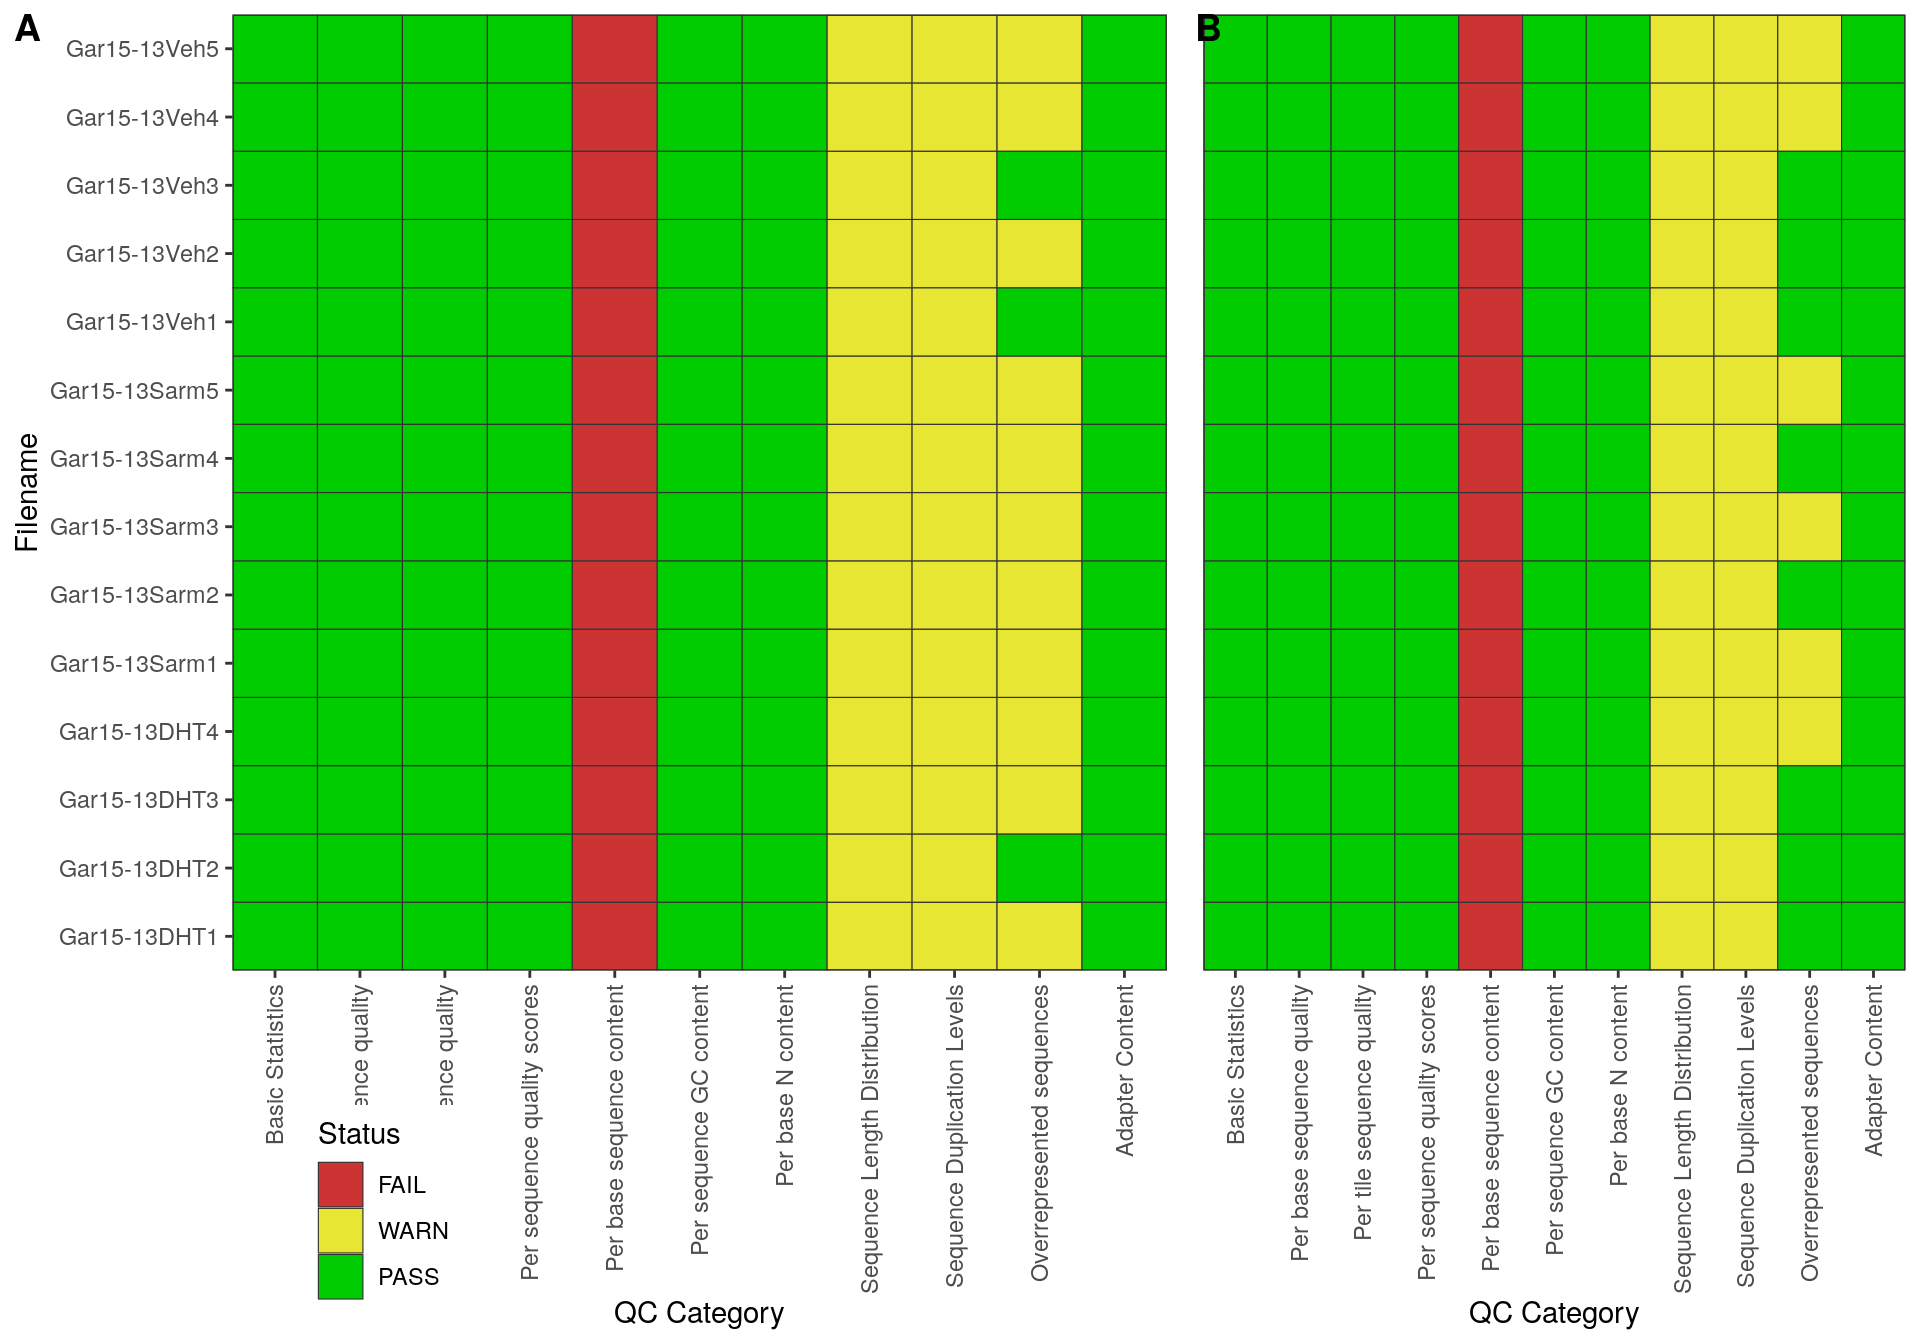 A
B
Filename
Gar15-13Veh5
Gar15-13Veh4
Gar15-13Veh3
Gar15-13Veh2
Gar15-13Veh1
Gar15-13Sarm5
Gar15-13Sarm4
Gar15-13Sarm3
Gar15-13Sarm2
Gar15-13Sarm1
Gar15-13DHT4
Gar15-13DHT3
Gar15-13DHT2
Gar15-13DHT1
Basic Statistics
ence quality
ence quality
Per sequence quality scores
Per base sequence content
Per sequence GC content
Per base N content
Sequence Length Distribution
Sequence Duplication Levels
Overrepresented sequences
Adapter Content
Status
FAIL
WARN
PASS
QC Category
Basic Statistics
Per base sequence quality
Per tile sequence quality
Per sequence quality scores
Per base sequence content
Per sequence GC content
Per base N content
Sequence Length Distribution
Sequence Duplication Levels
Overrepresented sequences
Adapter Content
QC Category